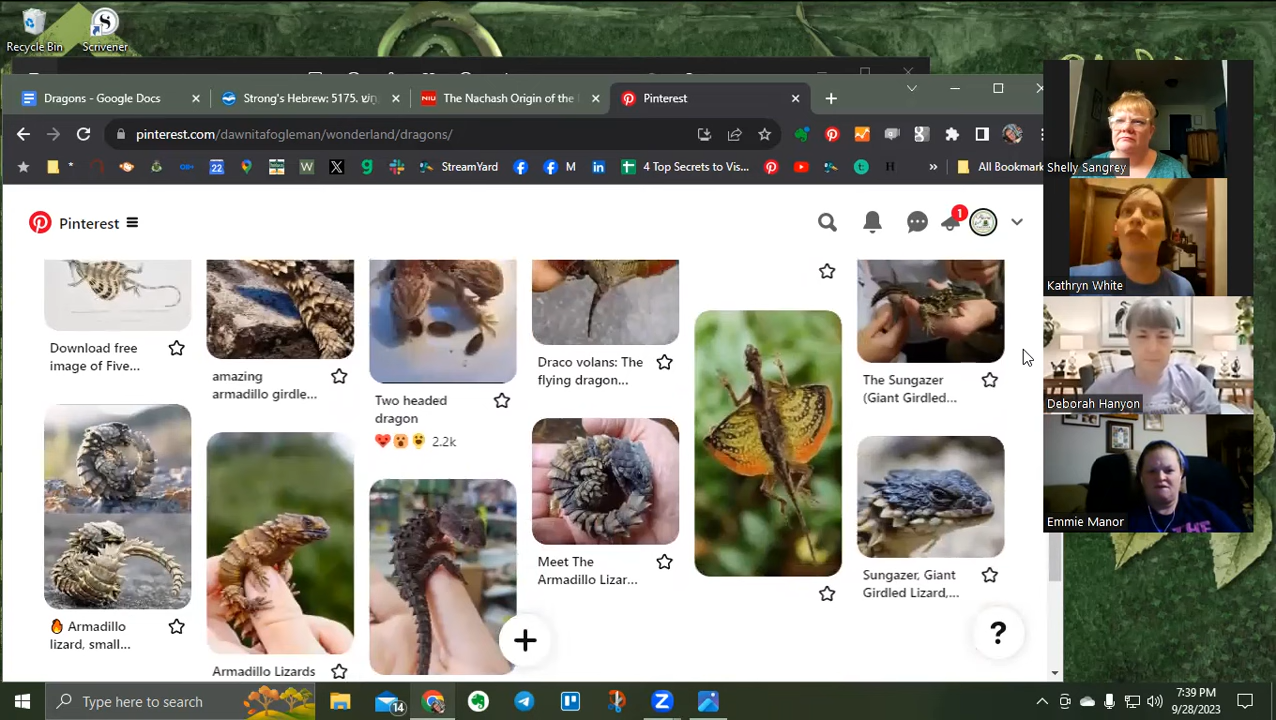 Recycle Bin
Scrivener
Dragons - Google Docs
Strong's Hebrew: 5175.
The Nachash Origin of the
Pinterest
pinterest.com/dawnitafogleman/wonderland/dragons/
22
StreamYard
M
4 Top Secrets to Vis...
All Bookmark
Pinterest
1
Download free
image of Five...
amazing
armadillo girdle...
Two headed
dragon
2.2k
Draco volans: The
flying dragon...
The Sungazer
(Giant Girdled...
Armadillo
lizard, small...
Armadillo Lizards
Meet The
Armadillo Lizar...
Sungazer, Giant
Girdled Lizard,...
?
Shelly Sangrey
Kathryn White
Deborah Hanyon
Emmie Manor
Type here to search
14
7:39 PM
9/28/2023